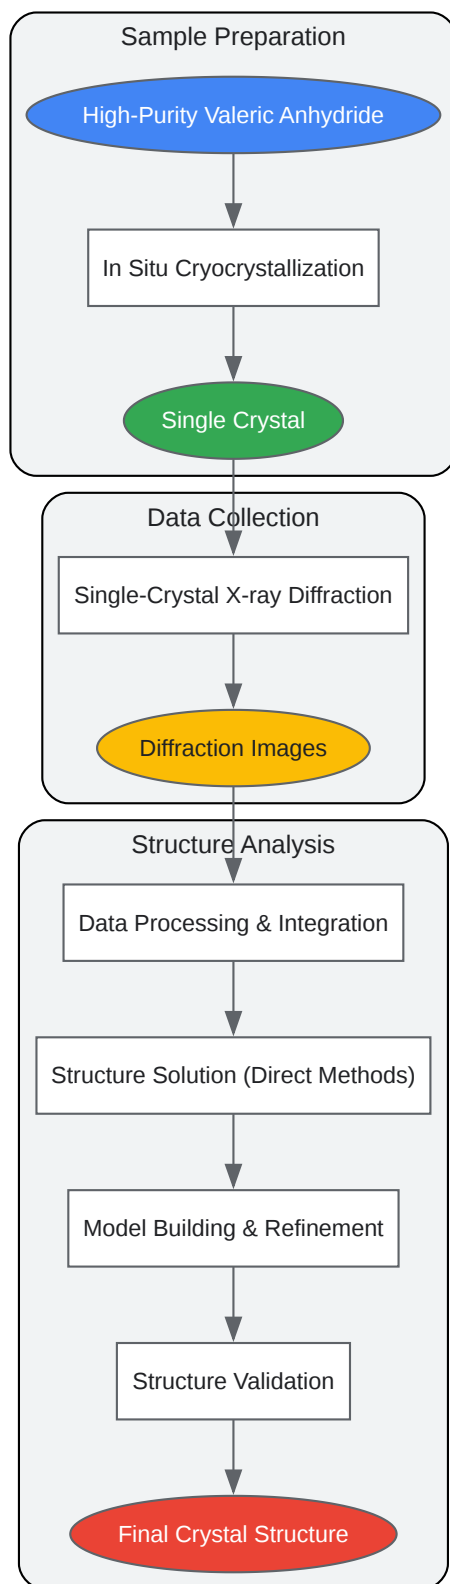 Sample Preparation
High-Purity Valeric Anhydride
In Situ Cryocrystallization
Single Crystal
Data Collection
Single-Crystal X-ray Diffraction
Diffraction Images
Structure Analysis
Data Processing & Integration
Structure Solution (Direct Methods)
Model Building & Refinement
Structure Validation
Final Crystal Structure